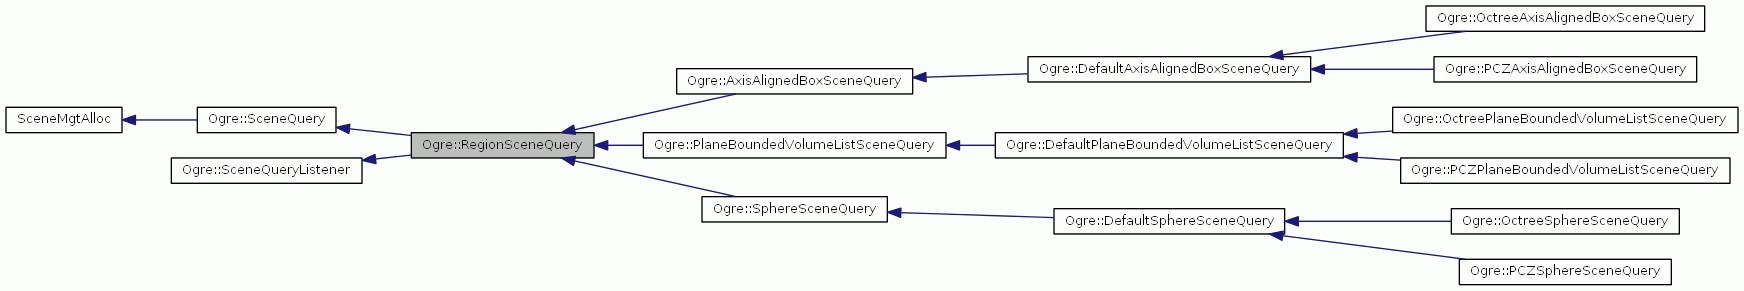 Ogre::OctreeAxisAlignedBoxSceneQuery
Ogre::DefaultAxisAlignedBoxSceneQuery
Ogre::PCZAxisAlignedBoxSceneQuery
Ogre::AxisAlignedBoxSceneQuery
SceneMgtAlloc
Ogre::SceneQuery
Ogre::OctreePlaneBoundedVolumeListSceneQuery
Ogre::RegionSceneQuery
Ogre::PlaneBoundedVolumeListSceneQuery
Ogre::DefaultPlaneBoundedVolumeListSceneQuery
Ogre::SceneQueryListener
Ogre::PCZPlaneBoundedVolumeListSceneQuery
Ogre::SphereSceneQuery
Ogre::DefaultSphereSceneQuery
Ogre::OctreeSphereSceneQuery
Ogre::PCZSphereSceneQuery